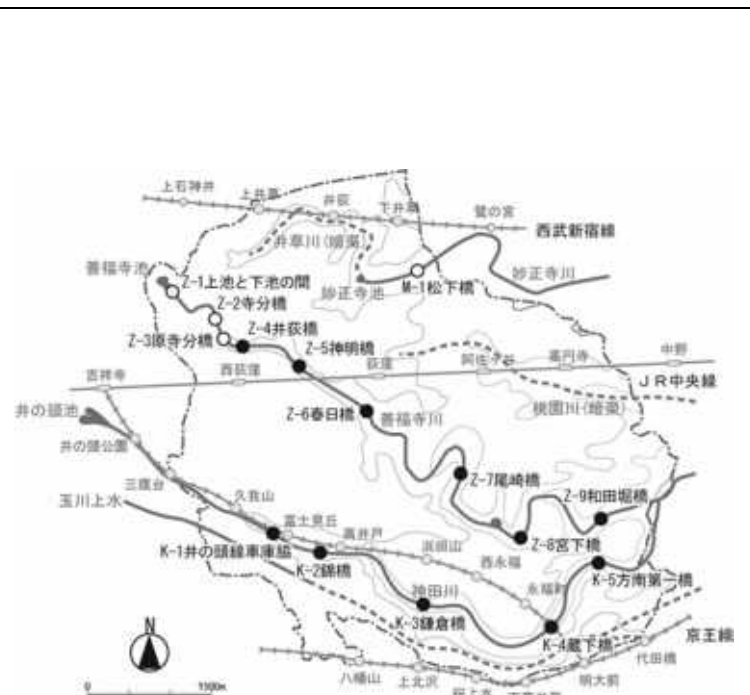 上石神井
上井草
井荻
下井草
鷺の宮
西武新宿線
井草川(暗渠)
善福寺池
妙正寺池
M-1松下橋
妙正寺川
Z-1上池と下池の間
Z-2寺分橋
Z-3原寺分橋
Z-4井荻橋
Z-5神明橋
吉祥寺
西荻窪
荻窪
阿佐ヶ谷
高円寺
中野
JR中央線
井の頭池
Z-6春日橋
善福寺川
桃園川(暗渠)
井の頭公園
三鷹台
久我山
Z-7尾崎橋
Z-9和田堀橋
玉川上水
富士見丘
高井戸
浜田山
西永福
永福町
Z-8宮下橋
K-1井の頭線車庫脇
K-2錦橋
神田川
K-3鎌倉橋
K-5方南第一橋
K-4蔵下橋
京王線
代田橋
明大前
八幡山
上北沢
N
0
1500m